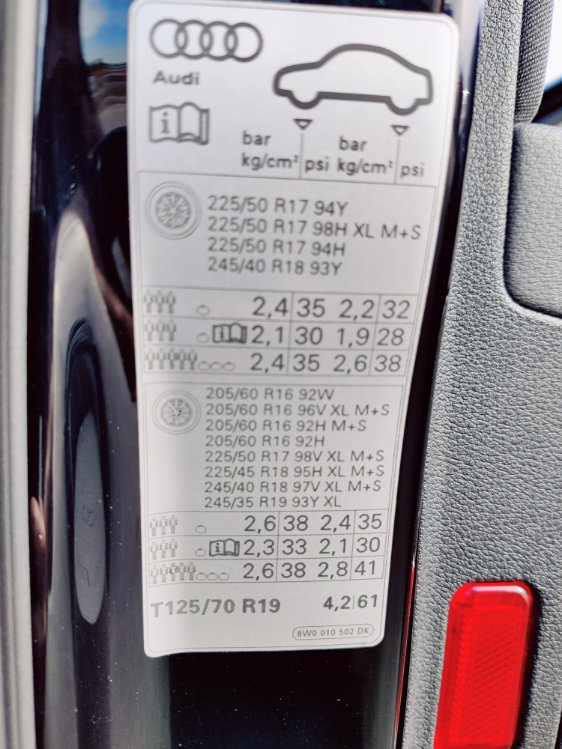 Audi
i
bar bar
kg/cm² psi kg/cm² psi
225/50 R17 94Y
225/50 R17 98H XL M+S
225/50 R17 94H
245/40 R18 93Y
2,4 35 2,2 32
i 2,1 30 1,9 28
2,4 35 2,6 38
205/60 R16 92W
205/60 R16 96V XL M+S
205/60 R16 92H M+S
205/60 R16 92H
225/50 R17 98V XL M+S
225/45 R18 95H XL M+S
245/40 R18 97V XL M+S
245/35 R19 93Y XL
2,6 38 2,4 35
i 2,3 33 2,1 30
2,6 38 2,8 41
T125/70 R19 4,2 61
8W0 010 502 DK